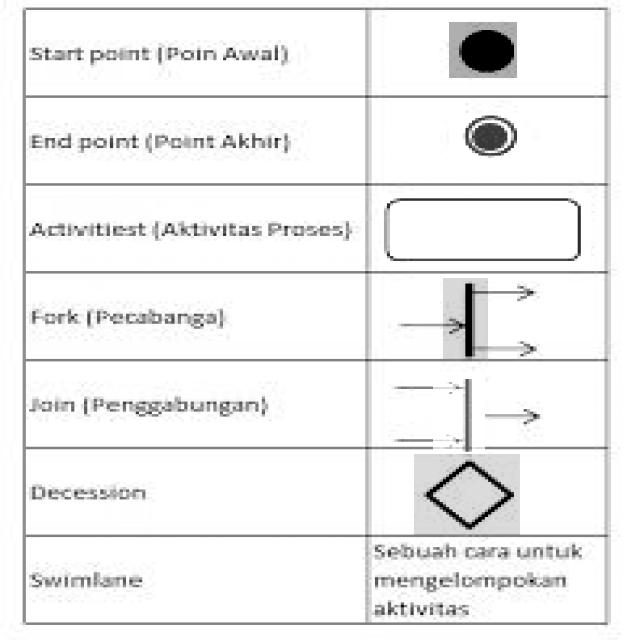 Start point (Poin Awal)
End point (Point Akhir)
Activitiest (Aktivitas Proses)
Fork (Pecabanga)
Join (Penggabungan)
Decession
Swimlane
Sebuah cara untuk
mengelompokan
aktivitas